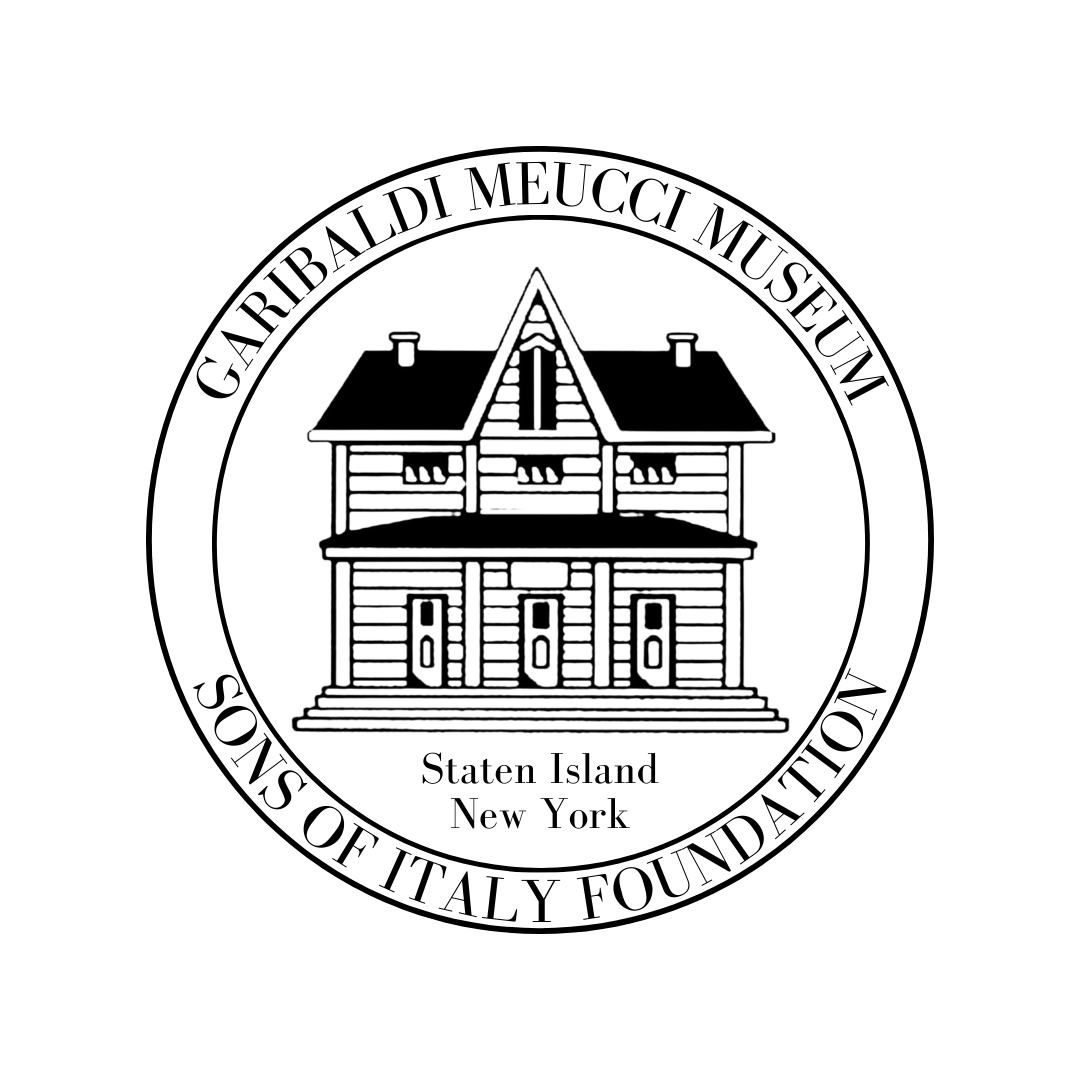 GARIBALDI MEUCCI MUSEUM
Staten Island
New York
SONS OF ITALY FOUNDATION